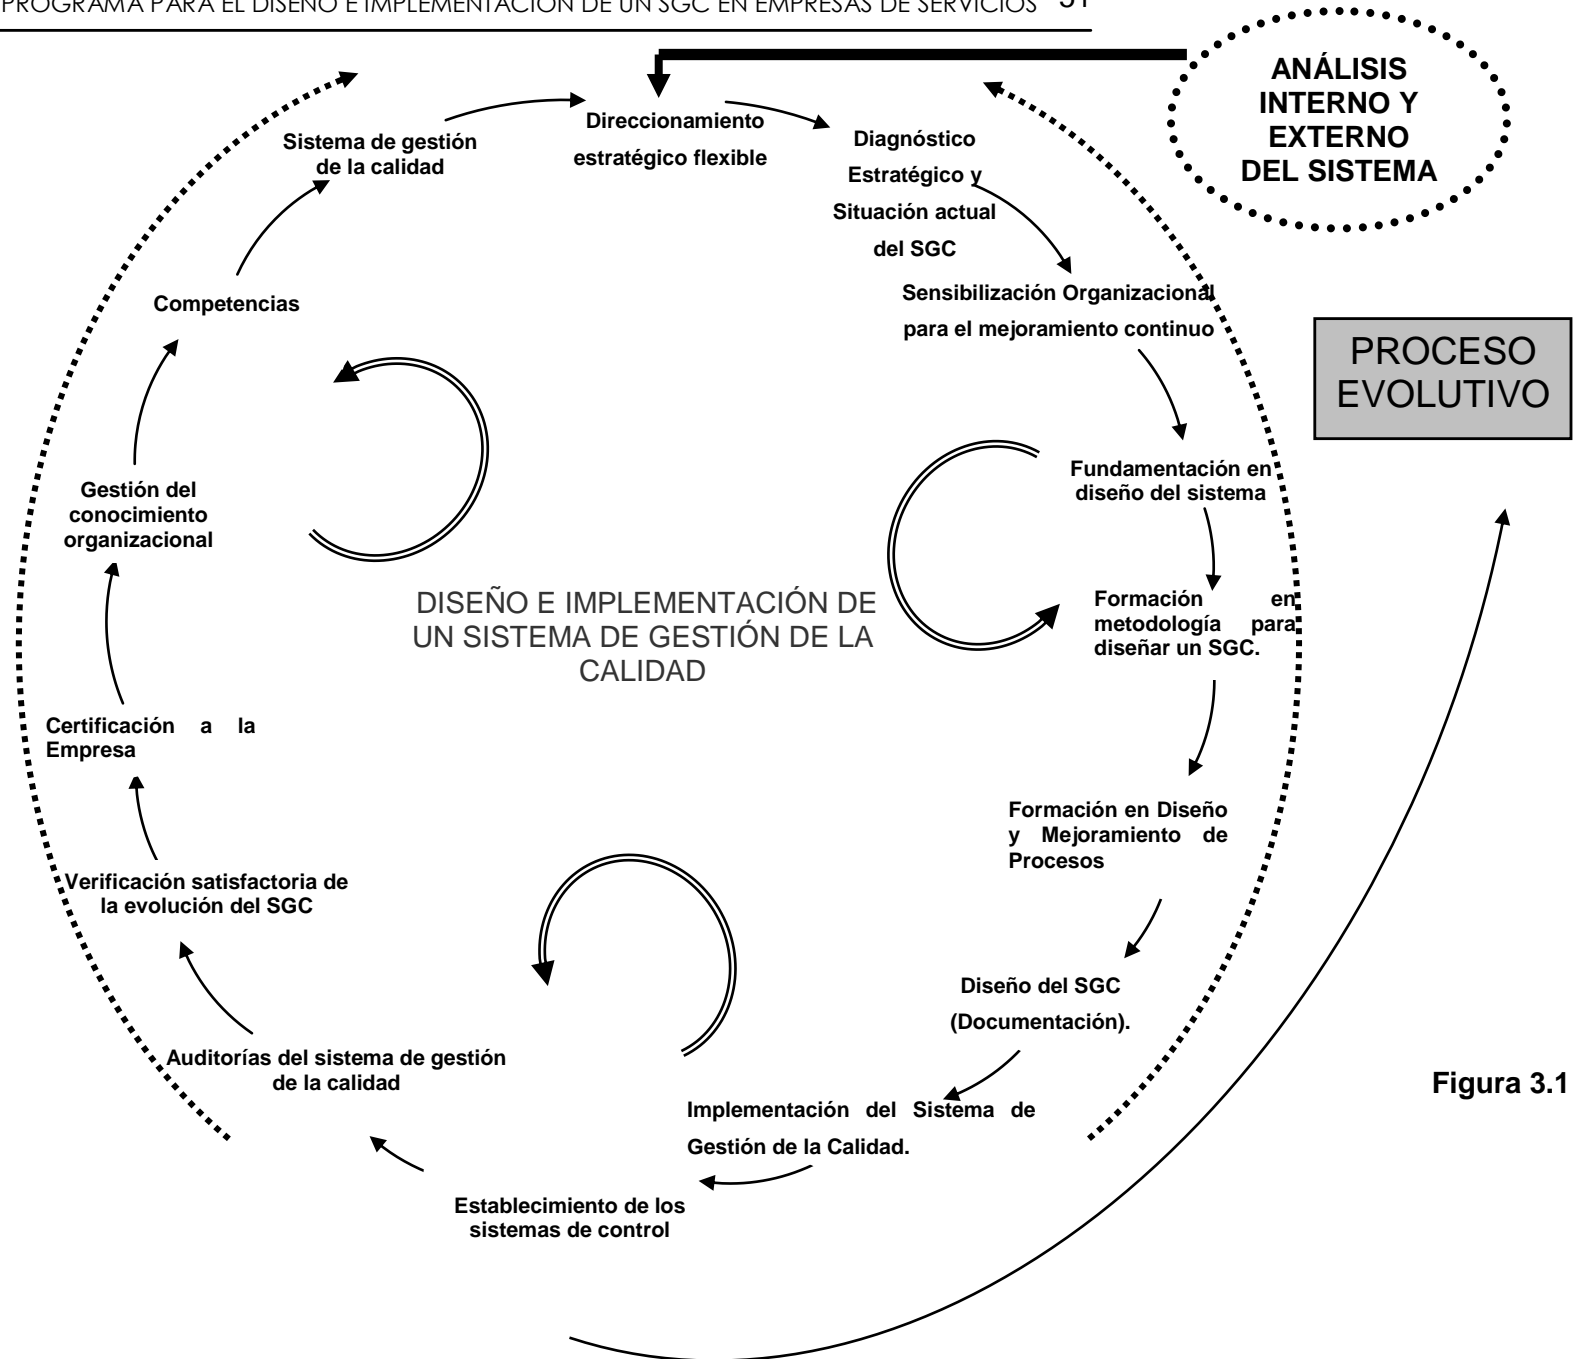 PROGRAMA PARA EL DISEÑO E IMPLEMENTACIÓN DE UN SGC EN EMPRESAS DE SERVICIOS 51
ANÁLISIS
INTERNO Y
EXTERNO
DEL SISTEMA
Direccionamiento
estratégico flexible
Diagnóstico
Estratégico y
Situación actual
del SGC
Sensibilización Organizacional
para el mejoramiento continuo
PROCESO
EVOLUTIVO
Fundamentación en
diseño del sistema
Formación en
metodología para
diseñar un SGC.
Formación en Diseño
y Mejoramiento de
Procesos
Diseño del SGC
(Documentación).
Implementación del Sistema de
Gestión de la Calidad.
Establecimiento de los
sistemas de control
Auditorías del sistema de gestión
de la calidad
Verificación satisfactoria de
la evolución del SGC
Certificación a la
Empresa
Gestión del
conocimiento
organizacional
Competencias
Sistema de gestión
de la calidad
DISEÑO E IMPLEMENTACIÓN DE
UN SISTEMA DE GESTIÓN DE LA
CALIDAD
Figura 3.1